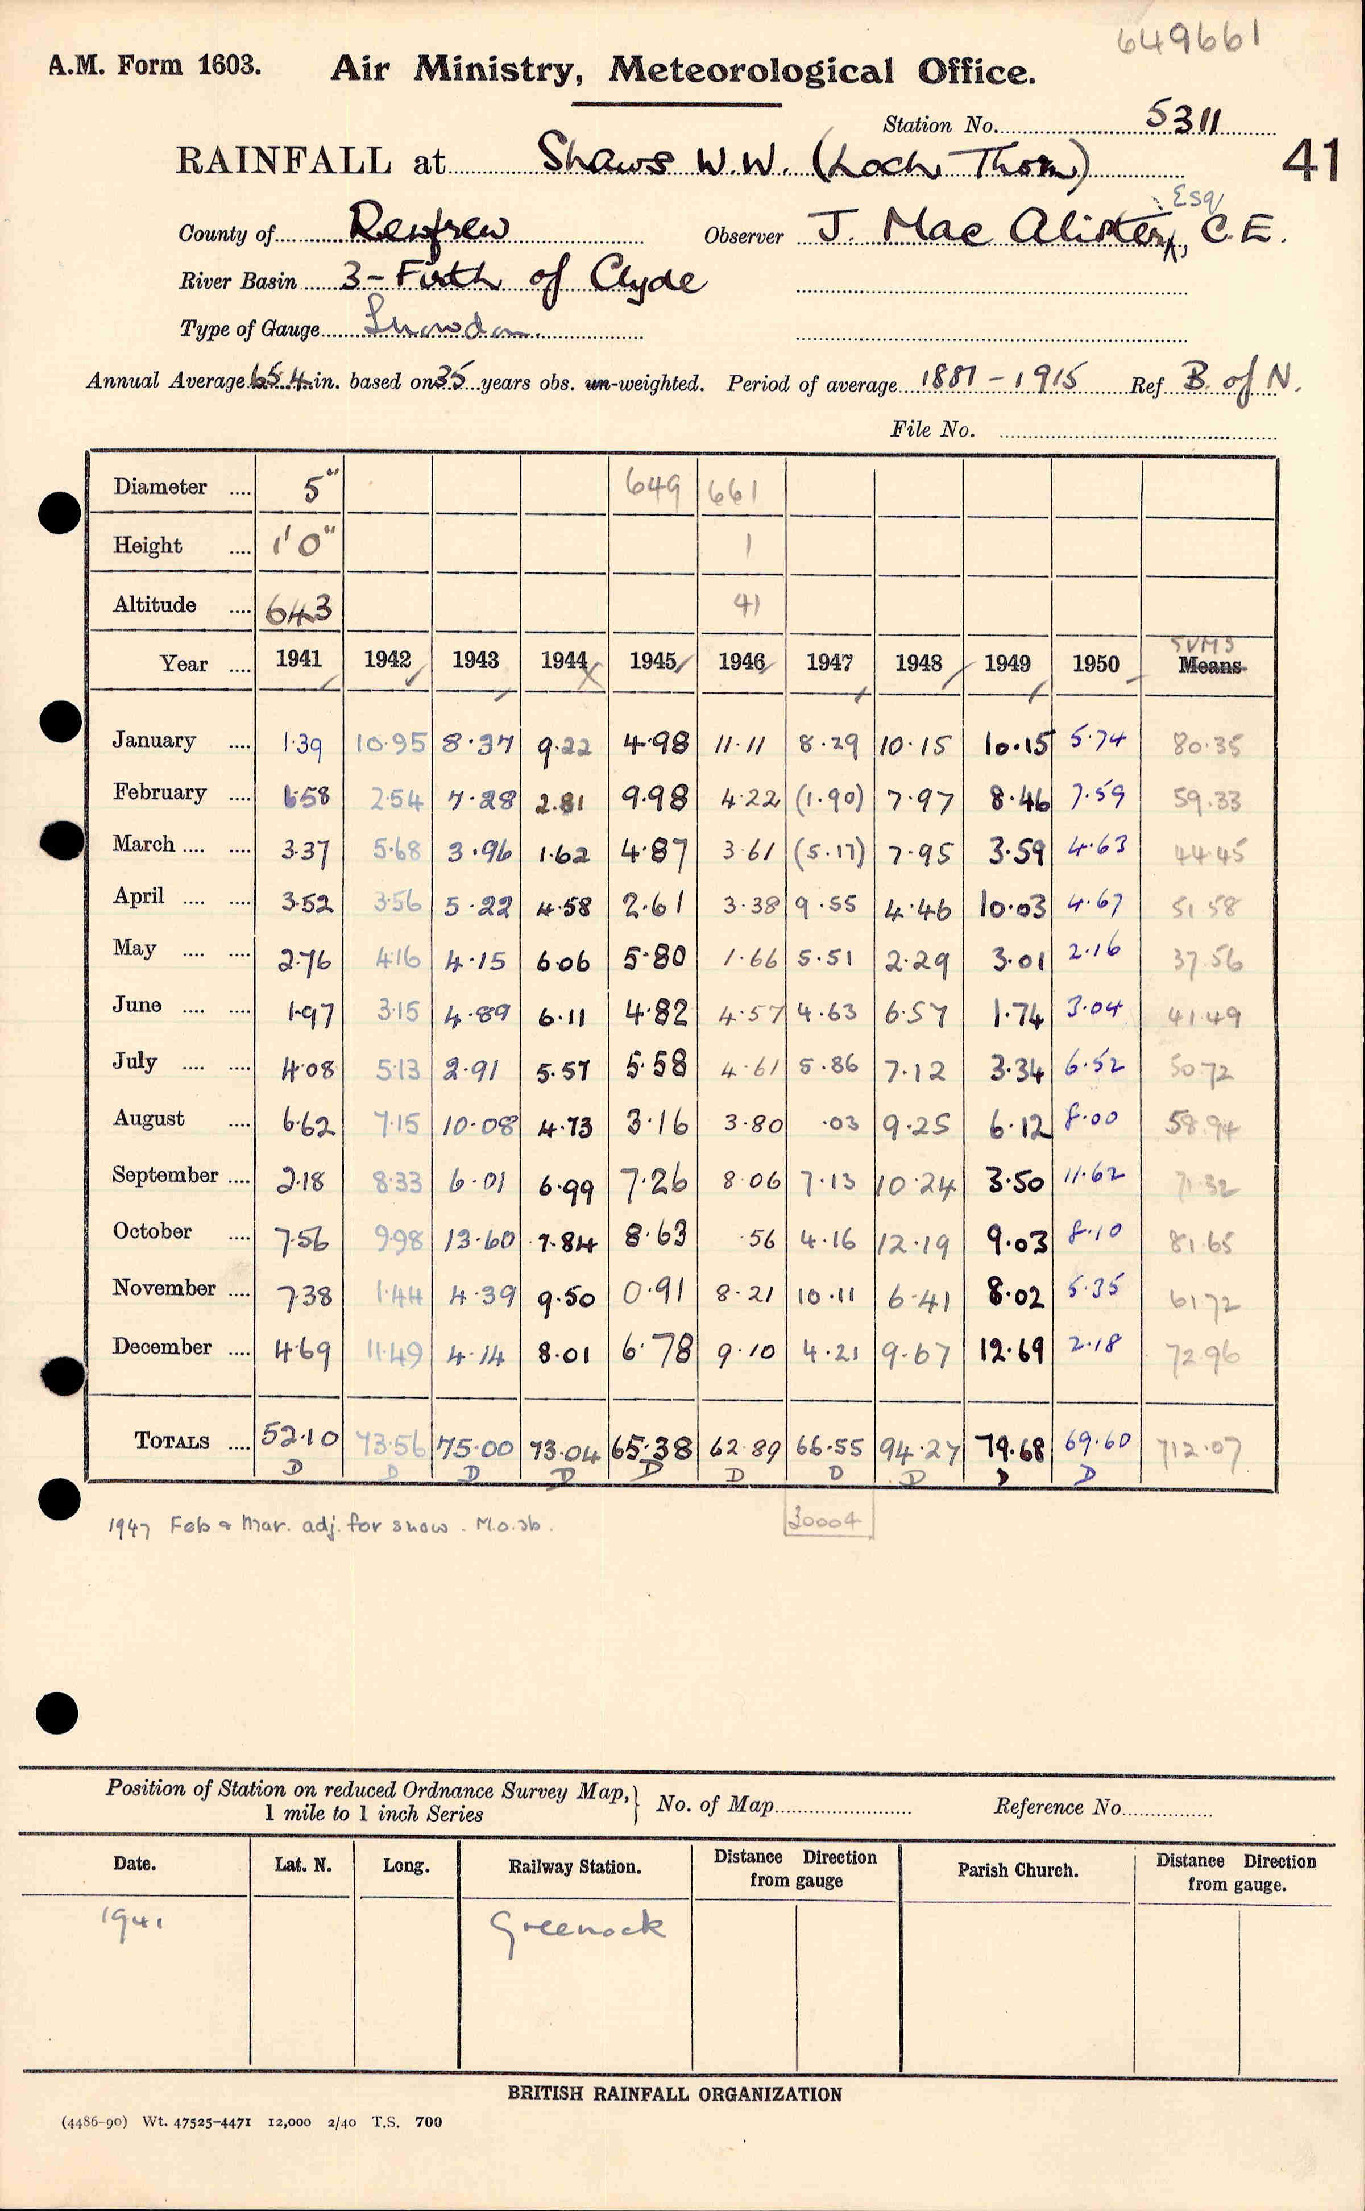 649661
A.M. Form 1603. Air Ministry, Meteorological Office.
Station No. 5311
RAINFALL at Shaws W.W. (Loch Thom) 41
County of Renfrew Observer J. Mac Alister, Esq, C.E.
River Basin 3 - Firth of Clyde
Type of Gauge Snowdon
Annual Average 65.4 in. based on 35 years obs. un-weighted. Period of average 1881 - 1915 Ref B. of N.
File No.
Diameter .... 5" 649 661
Height .... 1'0" 1
Altitude .... 643 41
Year .... 1941 1942 1943 1944 1945 1946 1947 1948 1949 1950 SUMS Means
January .... 1.39 10.95 8.37 9.22 4.98 11.11 8.29 10.15 10.15 5.74 80.35
February .... 6.58 2.54 7.28 2.81 9.98 4.22 (1.90) 7.97 8.46 7.59 59.33
March .... .... 3.37 5.68 3.96 1.62 4.87 3.61 (5.17) 7.95 3.59 4.63 44.45
April .... .... 3.52 3.56 5.22 4.58 2.61 3.38 9.55 4.46 10.03 4.67 51.58
May .... .... 2.76 4.16 4.15 6.06 5.80 1.66 5.51 2.29 3.01 2.16 37.56
June .... .... 1.97 3.15 4.89 6.11 4.82 4.57 4.63 6.57 1.74 3.04 41.49
July .... .... 4.08 5.13 2.91 5.57 5.58 4.61 5.86 7.12 3.34 6.52 50.72
August .... 6.62 7.15 10.08 4.73 3.16 3.80 .03 9.25 6.12 8.00 58.94
September .... 2.18 8.33 6.01 6.99 7.26 8.06 7.13 10.24 3.50 11.62 71.32
October .... 7.56 9.98 13.60 7.84 8.63 .56 4.16 12.19 9.03 8.10 81.65
November .... 7.38 1.44 4.39 9.50 0.91 8.21 10.11 6.41 8.02 5.35 61.72
December .... 4.69 11.49 4.14 8.01 6.78 9.10 4.21 9.67 12.69 2.18 72.96
TOTALS .... 52.10 73.56 75.00 73.04 65.38 62.89 66.55 94.27 79.68 69.60 712.07
D D D D D D D D D D
1947 Feb & Mar. adj. for snow. M.O.3b. 30004
Position of Station on reduced Ordnance Survey Map, 1 mile to 1 inch Series } No. of Map Reference No.
Date. Lat. N. Long. Railway Station. Distance Direction from gauge Parish Church. Distance Direction from gauge.
1941 Greenock
BRITISH RAINFALL ORGANIZATION
(4486-90) Wt. 47525-4471 12,000 2/40 T.S. 700